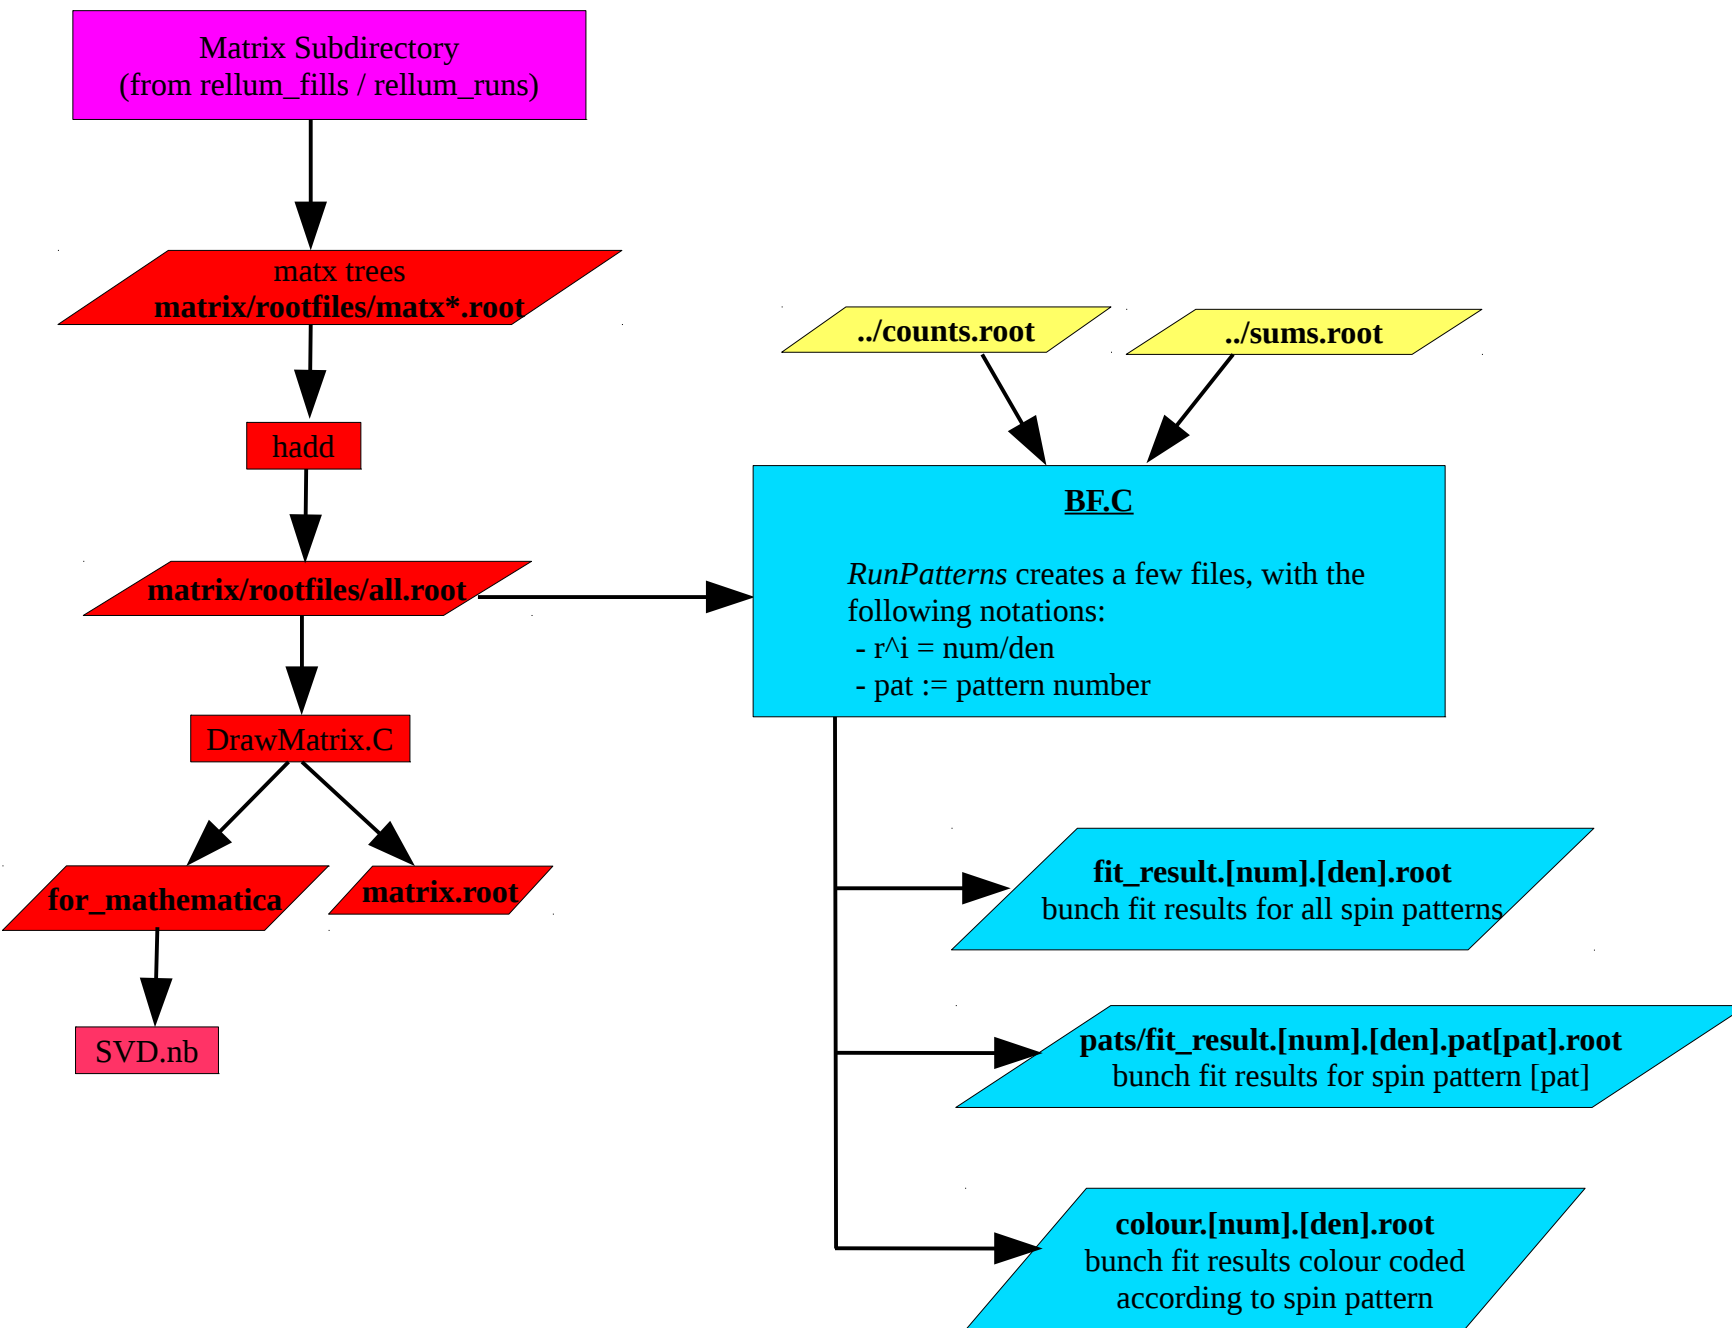 Matrix Subdirectory
(from rellum_fills / rellum_runs)
matx trees
matrix/rootfiles/matx*.root
hadd
matrix/rootfiles/all.root
DrawMatrix.C
for_mathematica
matrix.root
SVD.nb
../counts.root
../sums.root
BF.C
RunPatterns creates a few files, with the
following notations:
- r^i = num/den
- pat := pattern number
fit_result.[num].[den].root
bunch fit results for all spin patterns
pats/fit_result.[num].[den].pat[pat].root
bunch fit results for spin pattern [pat]
colour.[num].[den].root
bunch fit results colour coded
according to spin pattern